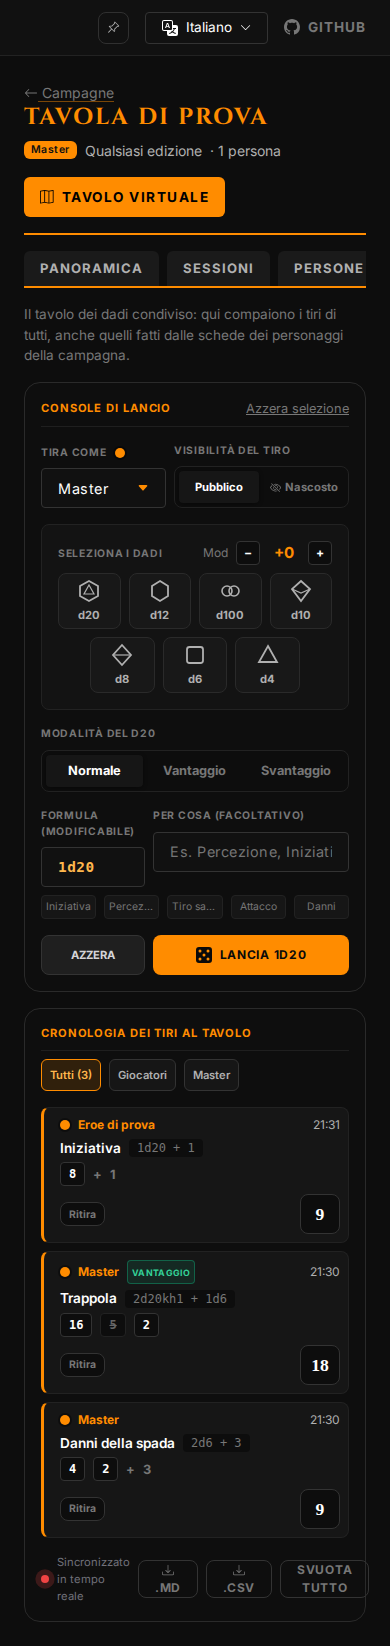 Italiano GITHUB
← Campagne
TAVOLA DI PROVA
Master Qualsiasi edizione · 1 persona
TAVOLO VIRTUALE
PANORAMICA SESSIONI PERSONE
Il tavolo dei dadi condiviso: qui compaiono i tiri di
tutti, anche quelli fatti dalle schede dei personaggi
della campagna.
CONSOLE DI LANCIO Azzera selezione
TIRA COME VISIBILITÀ DEL TIRO
Master Pubblico Nascosto
SELEZIONA I DADI Mod − +0 +
d20 d12 d100 d10
d8 d6 d4
MODALITÀ DEL D20
Normale Vantaggio Svantaggio
FORMULA
(MODIFICABILE)
PER COSA (FACOLTATIVO)
1d20 Es. Percezione, Iniziati
Iniziativa Percez... Tiro sa... Attacco Danni
AZZERA LANCIA 1D20
CRONOLOGIA DEI TIRI AL TAVOLO
Tutti (3) Giocatori Master
Eroe di prova 21:31
Iniziativa 1d20 + 1
8 + 1
Ritira 9
Master VANTAGGIO 21:30
Trappola 2d20kh1 + 1d6
16 5 2
Ritira 18
Master 21:30
Danni della spada 2d6 + 3
4 2 + 3
Ritira 9
Sincronizzato
in tempo
reale
.MD .CSV
SVUOTA
TUTTO